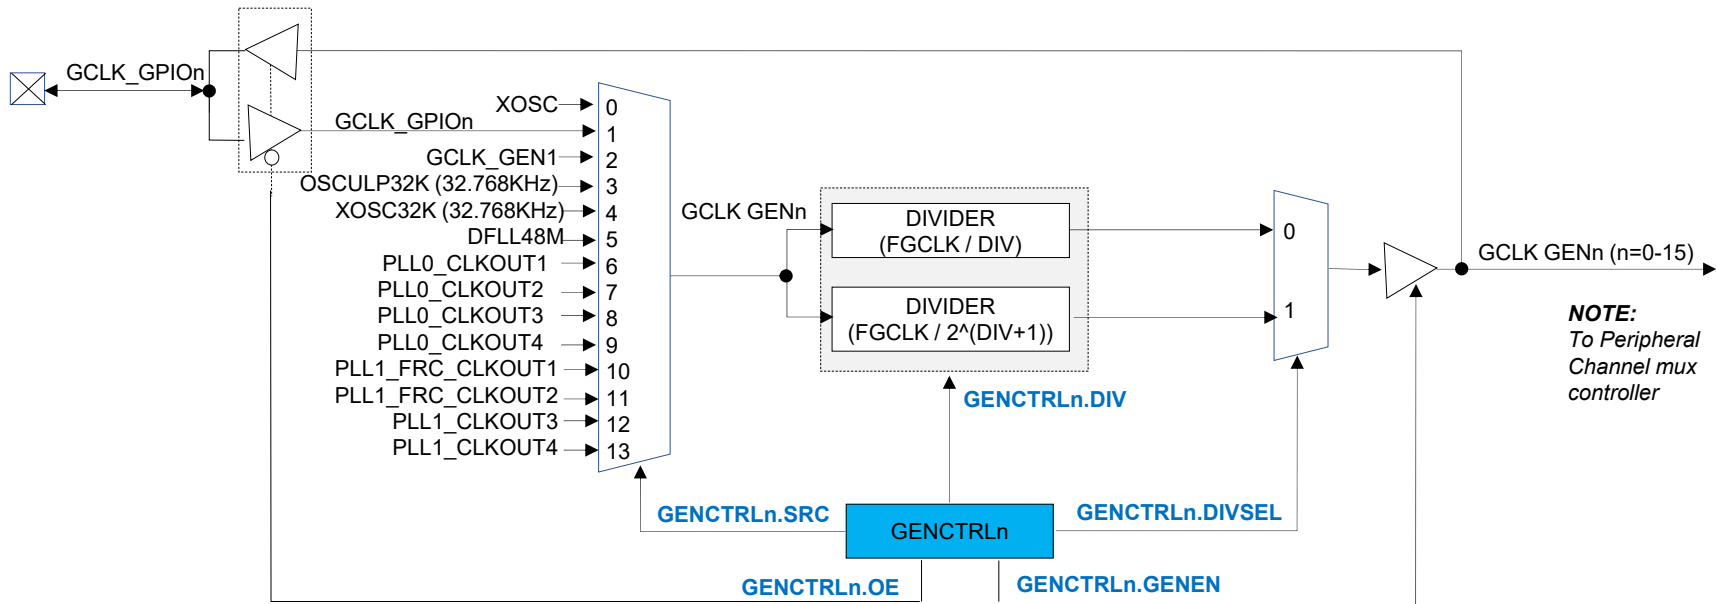 GCLK_GPIOn
GCLK_GPIOn
XOSC
GCLK_GEN1
OSCULP32K (32.768KHz)
XOSC32K (32.768KHz)
DFLL48M
PLL0_CLKOUT1
PLL0_CLKOUT2
PLL0_CLKOUT3
PLL0_CLKOUT4
PLL1_FRC_CLKOUT1
PLL1_FRC_CLKOUT2
PLL1_CLKOUT3
PLL1_CLKOUT4
0
1
2
3
4
5
6
7
8
9
10
11
12
13
GCLK GENn
DIVIDER
(FGCLK / DIV)
DIVIDER
(FGCLK / 2^(DIV+1))
0
1
GCLK GENn (n=0-15)
NOTE:
To Peripheral
Channel mux
controller
GENCTRLn.DIV
GENCTRLn.SRC
GENCTRLn
GENCTRLn.DIVSEL
GENCTRLn.OE
GENCTRLn.GENEN